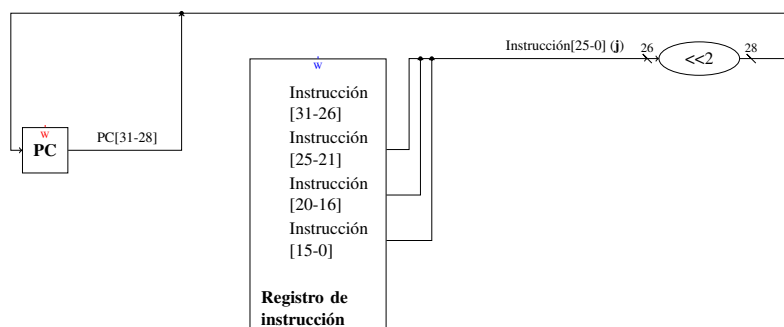 Instrucción[25-0] (j)
26
28
<<2
w
PC
PC[31-28]
w
Instrucción
[31-26]
Instrucción
[25-21]
Instrucción
[20-16]
Instrucción
[15-0]
Registro de
instrucción